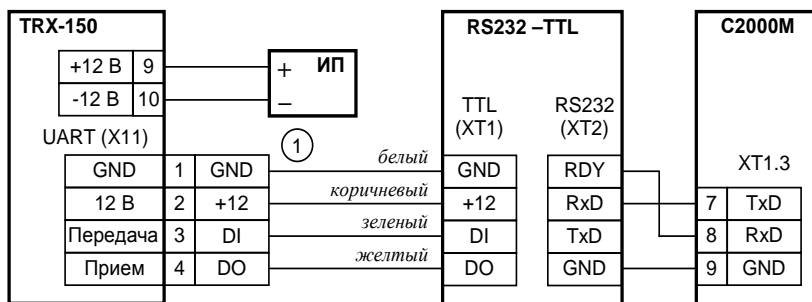 TRX-150
RS232 –TTL
C2000М
+12 В 9
+ ИП
-12 В 10
–
TTL
(XT1)
RS232
(XT2)
UART (X11)
1
XT1.3
GND 1 GND белый GND RDY
12 В 2 +12 коричневый +12 RxD 7 TxD
Передача 3 DI зеленый DI TxD 8 RxD
Прием 4 DO желтый DO GND 9 GND